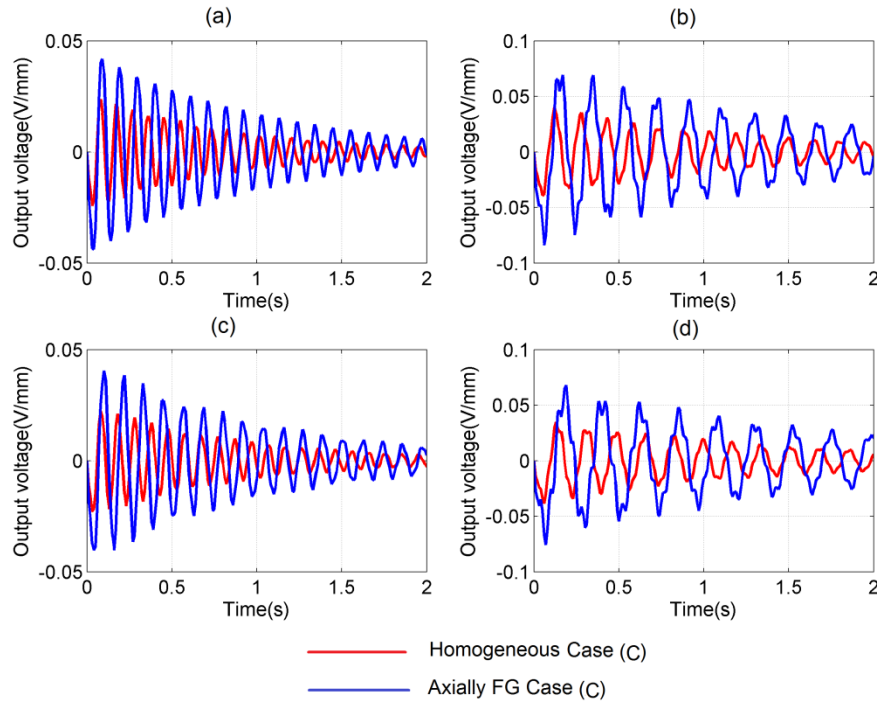 (a)
Output voltage(V/mm)
0.05
0
-0.05
0
0.5
1
1.5
2
Time(s)
(b)
Output voltage(V/mm)
0.1
0.05
0
-0.05
-0.1
0
0.5
1
1.5
2
Time(s)
(c)
Output voltage(V/mm)
0.05
0
-0.05
0
0.5
1
1.5
2
Time(s)
(d)
Output voltage(V/mm)
0.1
0.05
0
-0.05
-0.1
0
0.5
1
1.5
2
Time(s)
Homogeneous Case (C)
Axially FG Case (C)